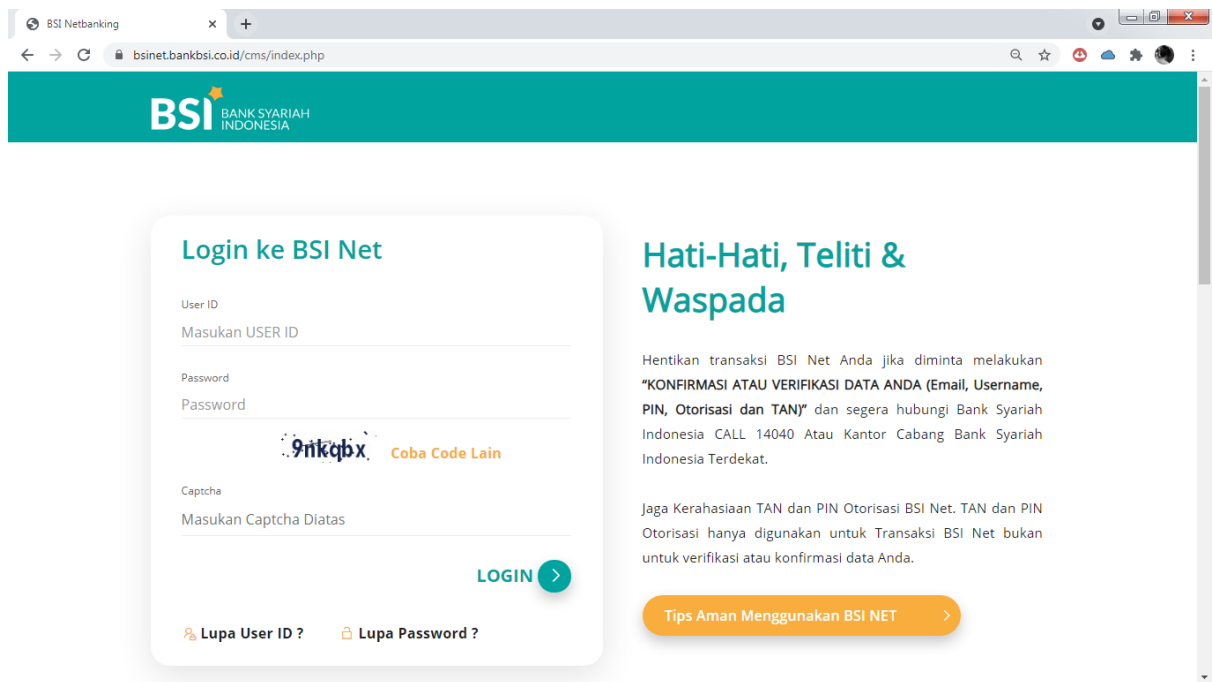 BSI Netbanking
bsinet.bankbsi.co.id/cms/index.php
BSI BANK SYARIAH
INDONESIA
Login ke BSI Net
User ID
Masukan USER ID
Password
Password
9nkqbx Coba Code Lain
Captcha
Masukan Captcha Diatas
LOGIN
Lupa User ID ? Lupa Password ?
Hati-Hati, Teliti &
Waspada
Hentikan transaksi BSI Net Anda jika diminta melakukan
“KONFIRMASI ATAU VERIFIKASI DATA ANDA (Email, Username,
PIN, Otorisasi dan TAN)” dan segera hubungi Bank Syariah
Indonesia CALL 14040 Atau Kantor Cabang Bank Syariah
Indonesia Terdekat.
Jaga Kerahasiaan TAN dan PIN Otorisasi BSI Net. TAN dan PIN
Otorisasi hanya digunakan untuk Transaksi BSI Net bukan
untuk verifikasi atau konfirmasi data Anda.
Tips Aman Menggunakan BSI NET